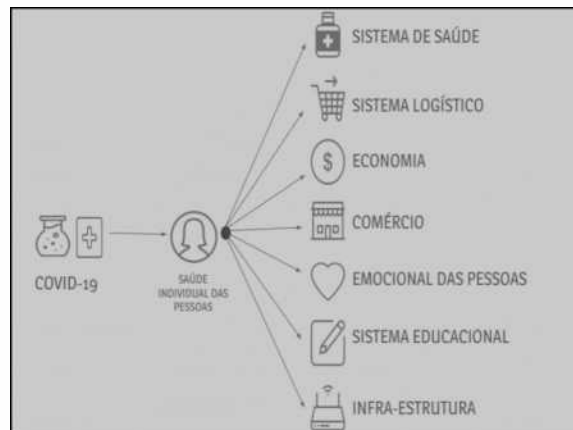 SISTEMA DE SAÚDE
SISTEMA LOGÍSTICO
$
ECONOMIA
COMÉRCIO
COVID-19
SAÚDE
INDIVIDUAL DAS
PESSOAS
EMOCIONAL DAS PESSOAS
SISTEMA EDUCACIONAL
INFRA-ESTRUTURA